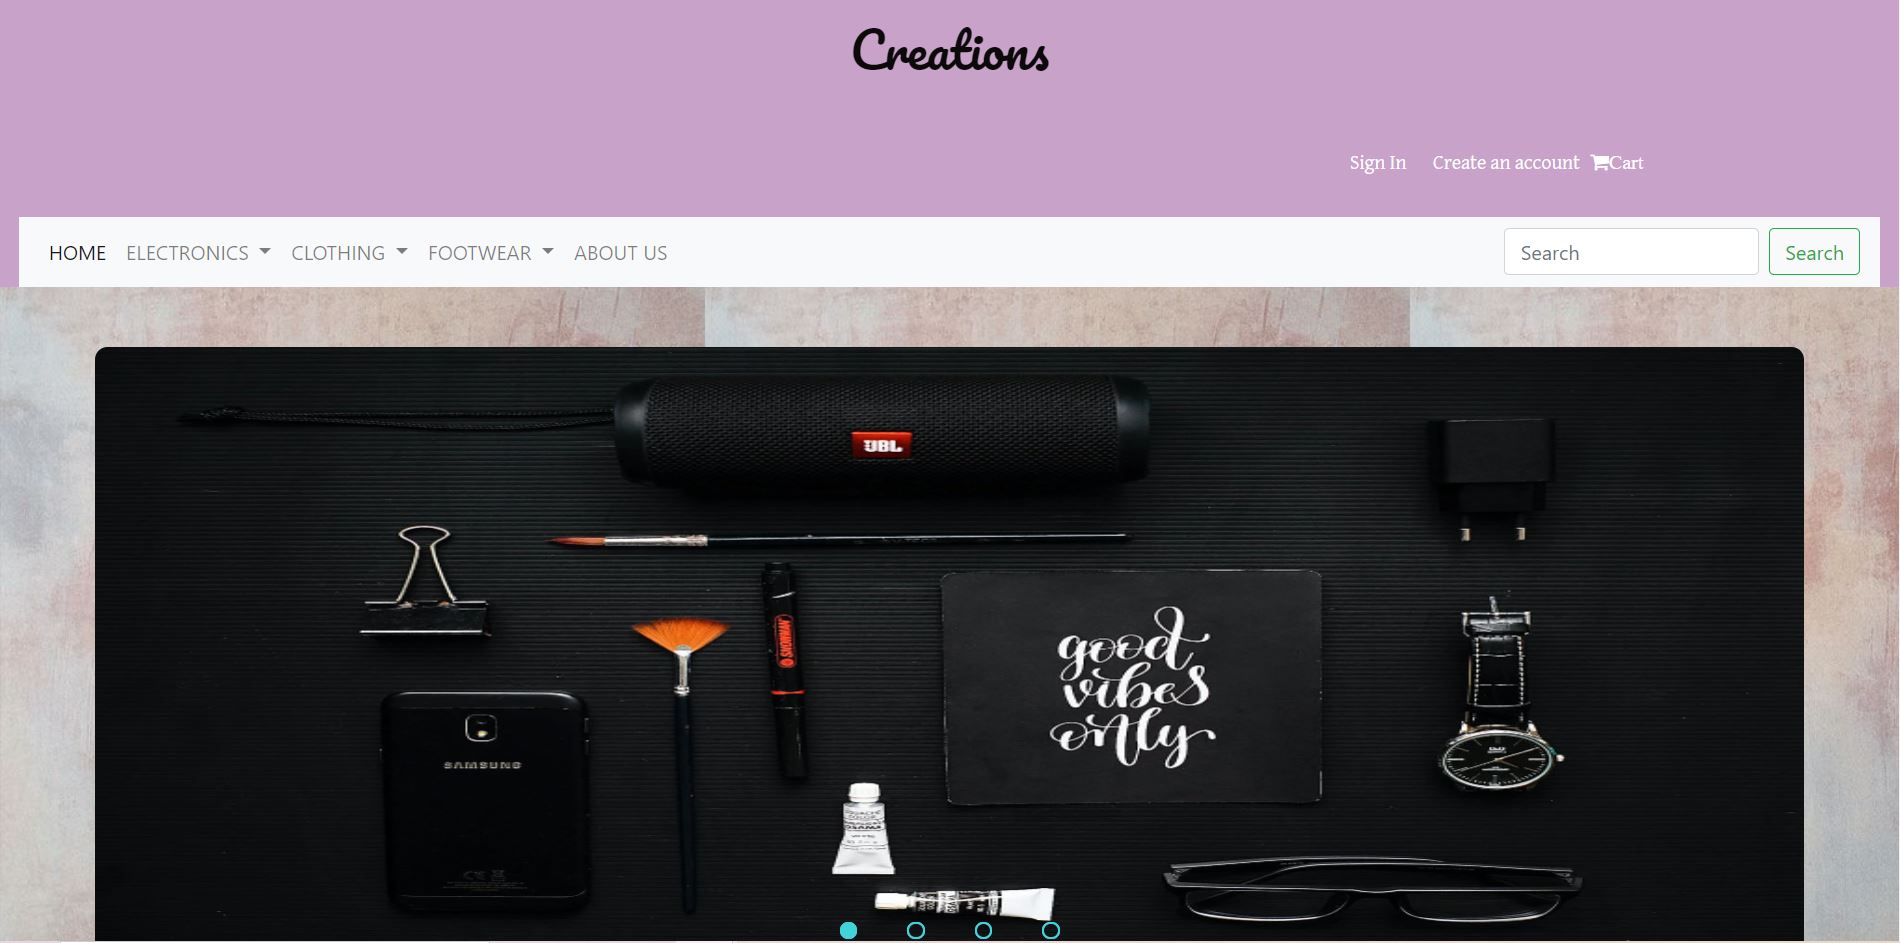 Creations
Sign In Create an account Cart
HOME ELECTRONICS CLOTHING FOOTWEAR ABOUT US Search Search
JBL
SNOWMAN
good
vibes
only
SAMSUNG